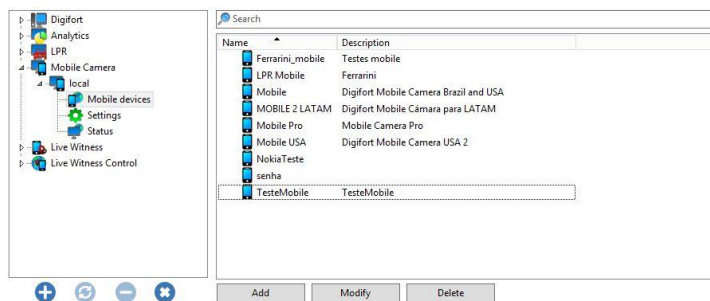 Digifort
Analytics
LPR
Mobile Camera
local
Mobile devices
Settings
Status
Live Witness
Live Witness Control
Search
Name Description
Ferrarini_mobile Testes mobile
LPR Mobile Ferrarini
Mobile Digifort Mobile Camera Brazil and USA
MOBILE 2 LATAM Digifort Mobile Cámara para LATAM
Mobile Pro Mobile Camera Pro
Mobile USA Digifort Mobile Camera USA 2
NokiaTeste
senha
TesteMobile TesteMobile
Add Modify Delete